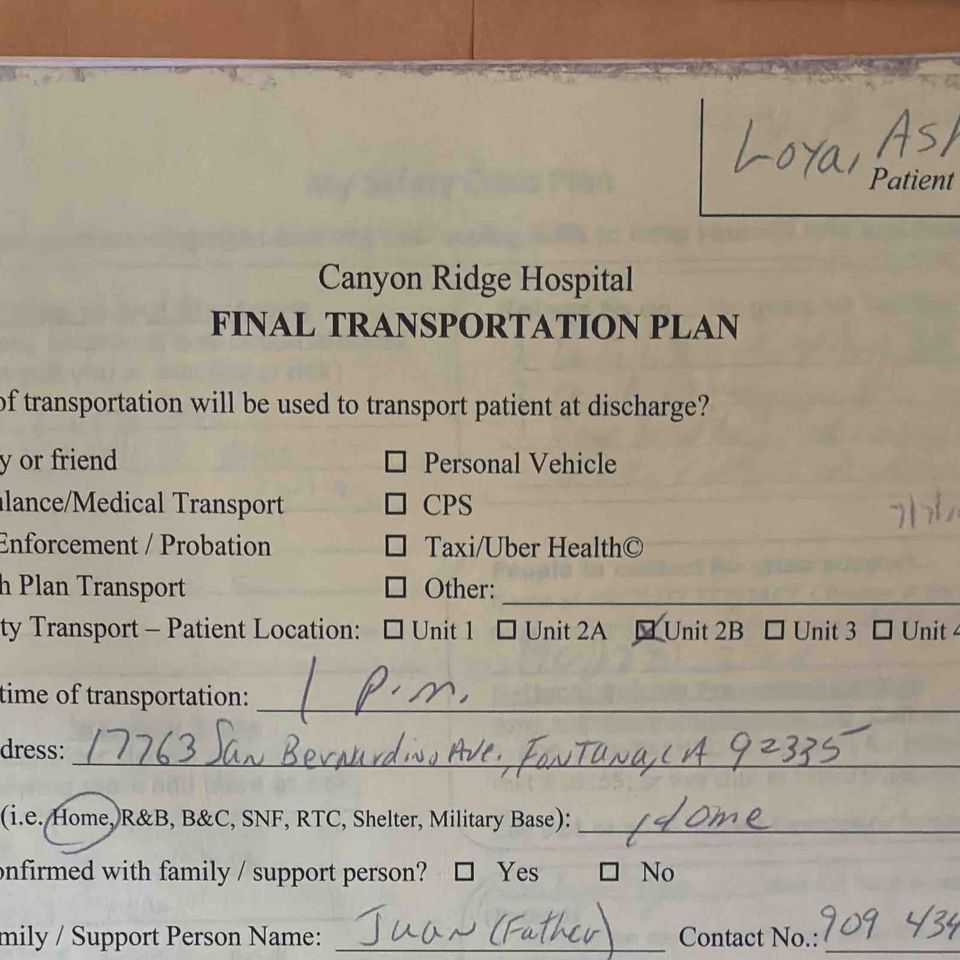 Loya, Ash
Patient
Canyon Ridge Hospital
FINAL TRANSPORTATION PLAN
of transportation will be used to transport patient at discharge?
y or friend ☐ Personal Vehicle
ulance/Medical Transport ☐ CPS
Enforcement / Probation ☐ Taxi/Uber Health©
h Plan Transport ☐ Other:
ty Transport – Patient Location: ☐ Unit 1 ☐ Unit 2A ☒ Unit 2B ☐ Unit 3 ☐ Unit 4
time of transportation: 1 p.m.
dress: 17763 San Bernardino Ave., Fontana, CA 92335
(i.e. Home, R&B, B&C, SNF, RTC, Shelter, Military Base): Home
onfirmed with family / support person? ☐ Yes ☐ No
mily / Support Person Name: Juan (Father) Contact No.: 909 434